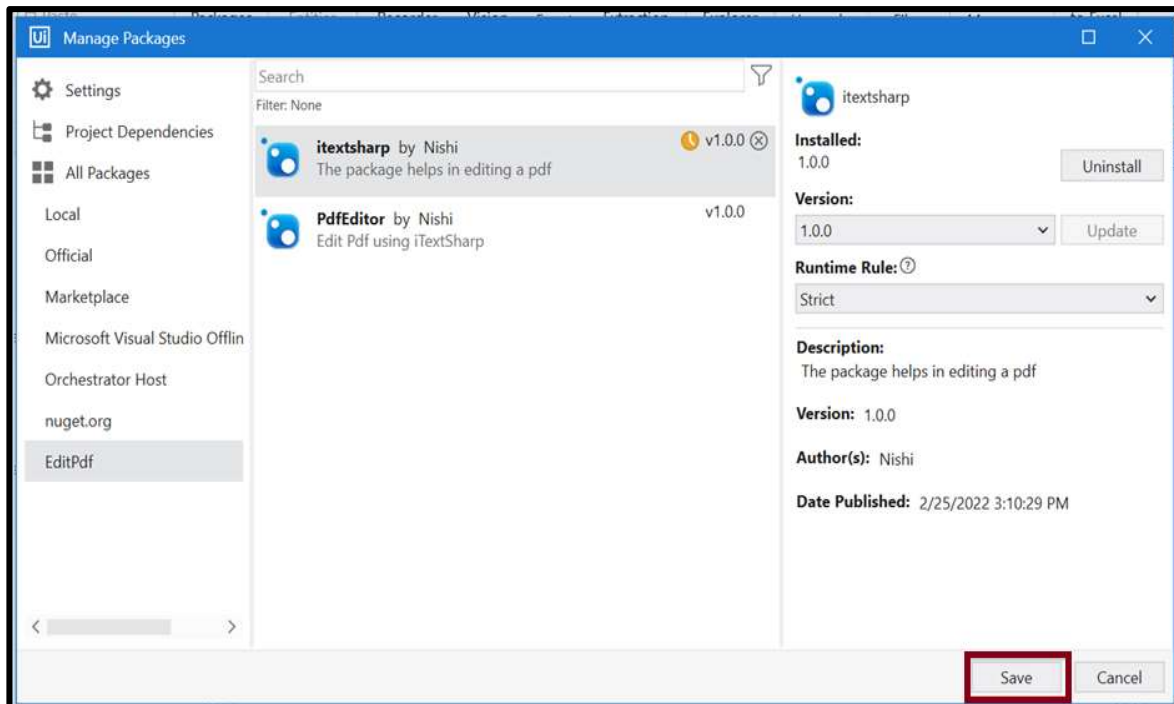 Ui Manage Packages
Settings
Project Dependencies
All Packages
Local
Official
Marketplace
Microsoft Visual Studio Offlin
Orchestrator Host
nuget.org
EditPdf
Search
Filter: None
itextsharp by Nishi v1.0.0
The package helps in editing a pdf
PdfEditor by Nishi v1.0.0
Edit Pdf using iTextSharp
itextsharp
Installed:
1.0.0 Uninstall
Version:
1.0.0 Update
Runtime Rule:
Strict
Description:
The package helps in editing a pdf
Version: 1.0.0
Author(s): Nishi
Date Published: 2/25/2022 3:10:29 PM
Save Cancel